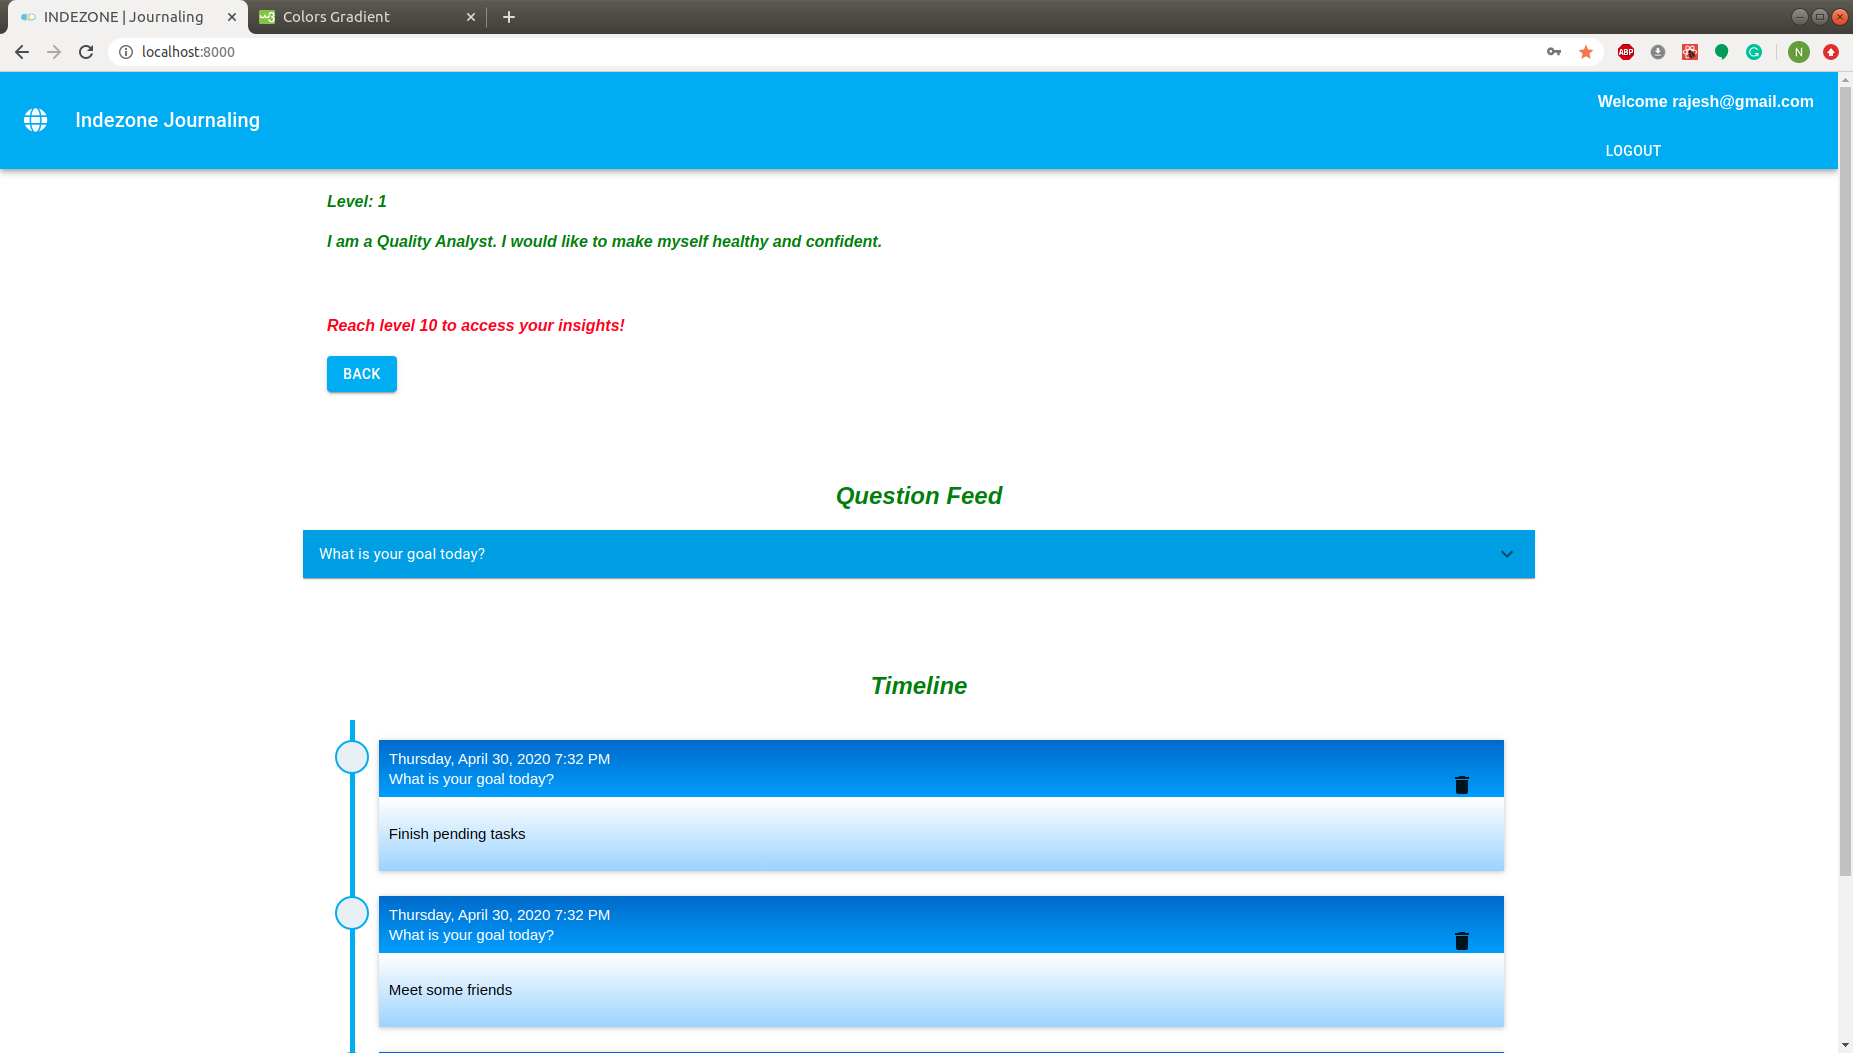 INDEZONE | Journaling
Colors Gradient
localhost:8000
ABP
N
Indezone Journaling
Welcome rajesh@gmail.com
LOGOUT
Level: 1
I am a Quality Analyst. I would like to make myself healthy and confident.
Reach level 10 to access your insights!
BACK
Question Feed
What is your goal today?
Timeline
Thursday, April 30, 2020 7:32 PM
What is your goal today?
Finish pending tasks
Thursday, April 30, 2020 7:32 PM
What is your goal today?
Meet some friends